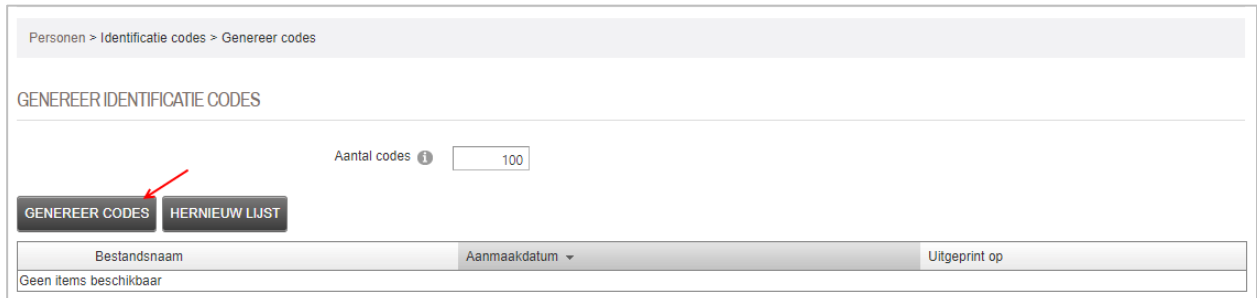 Personen > Identificatie codes > Genereer codes
GENEREER IDENTIFICATIE CODES
Aantal codes 100
GENEREER CODES HERNIEUW LIJST
Bestandsnaam Aanmaakdatum Uitgeprint op
Geen items beschikbaar